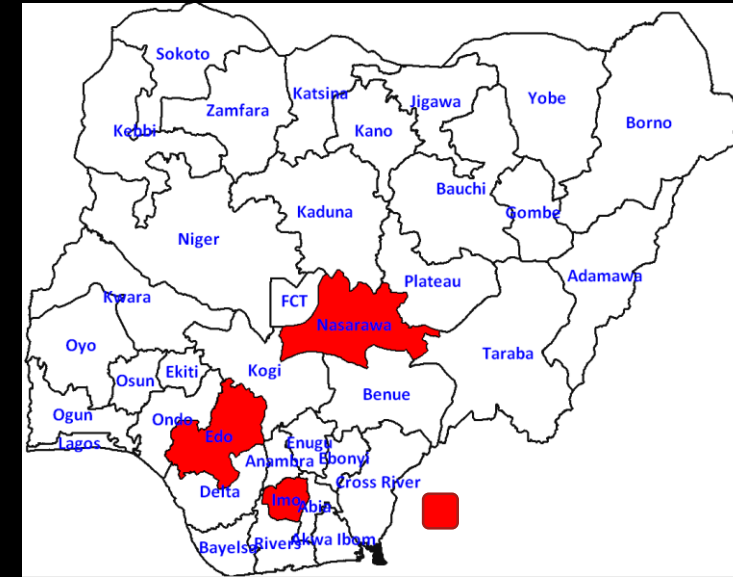 Sokoto
Katsina
Jigawa
Yobe
Zamfara
Kano
Borno
Kebbi
Bauchi
Kaduna
Gombe
Niger
Adamawa
Plateau
FCT
Kwara
Nasarawa
Oyo
Taraba
Ekiti
Kogi
Osun
Benue
Ogun
Ondo
Edo
Lagos
Enugu
Ebonyi
Anambra
Cross River
Delta
Imo
Abia
Akwa Ibom
Rivers
Bayelsa